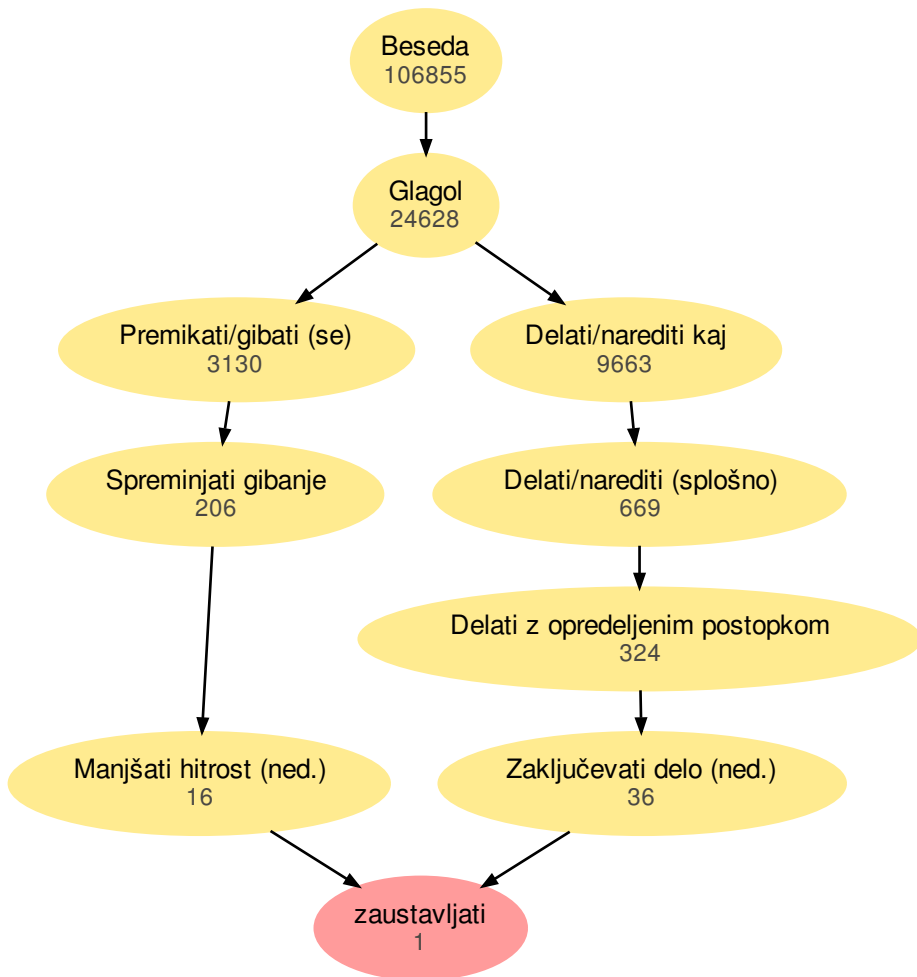 Beseda
106855
Glagol
24628
Premikati/gibati (se)
3130
Delati/narediti kaj
9663
Spreminjati gibanje
206
Delati/narediti (splošno)
669
Delati z opredeljenim postopkom
324
Manjšati hitrost (ned.)
16
Zaključevati delo (ned.)
36
zaustavljati
1